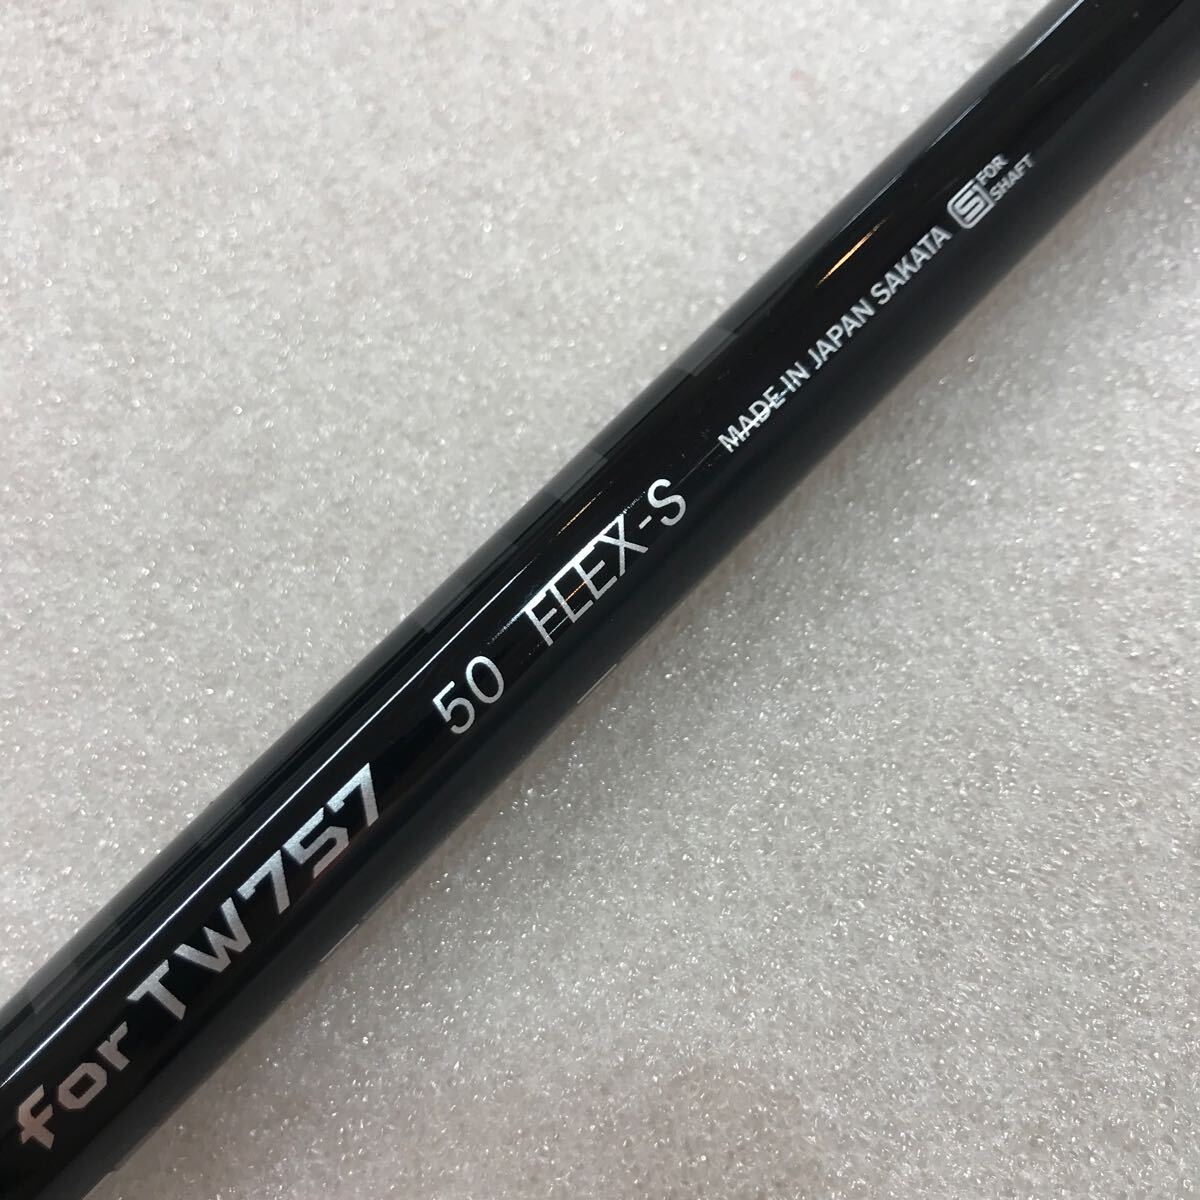 for TW757 50 FLEX-S MADE IN JAPAN SAKATA S FOR
SHAFT